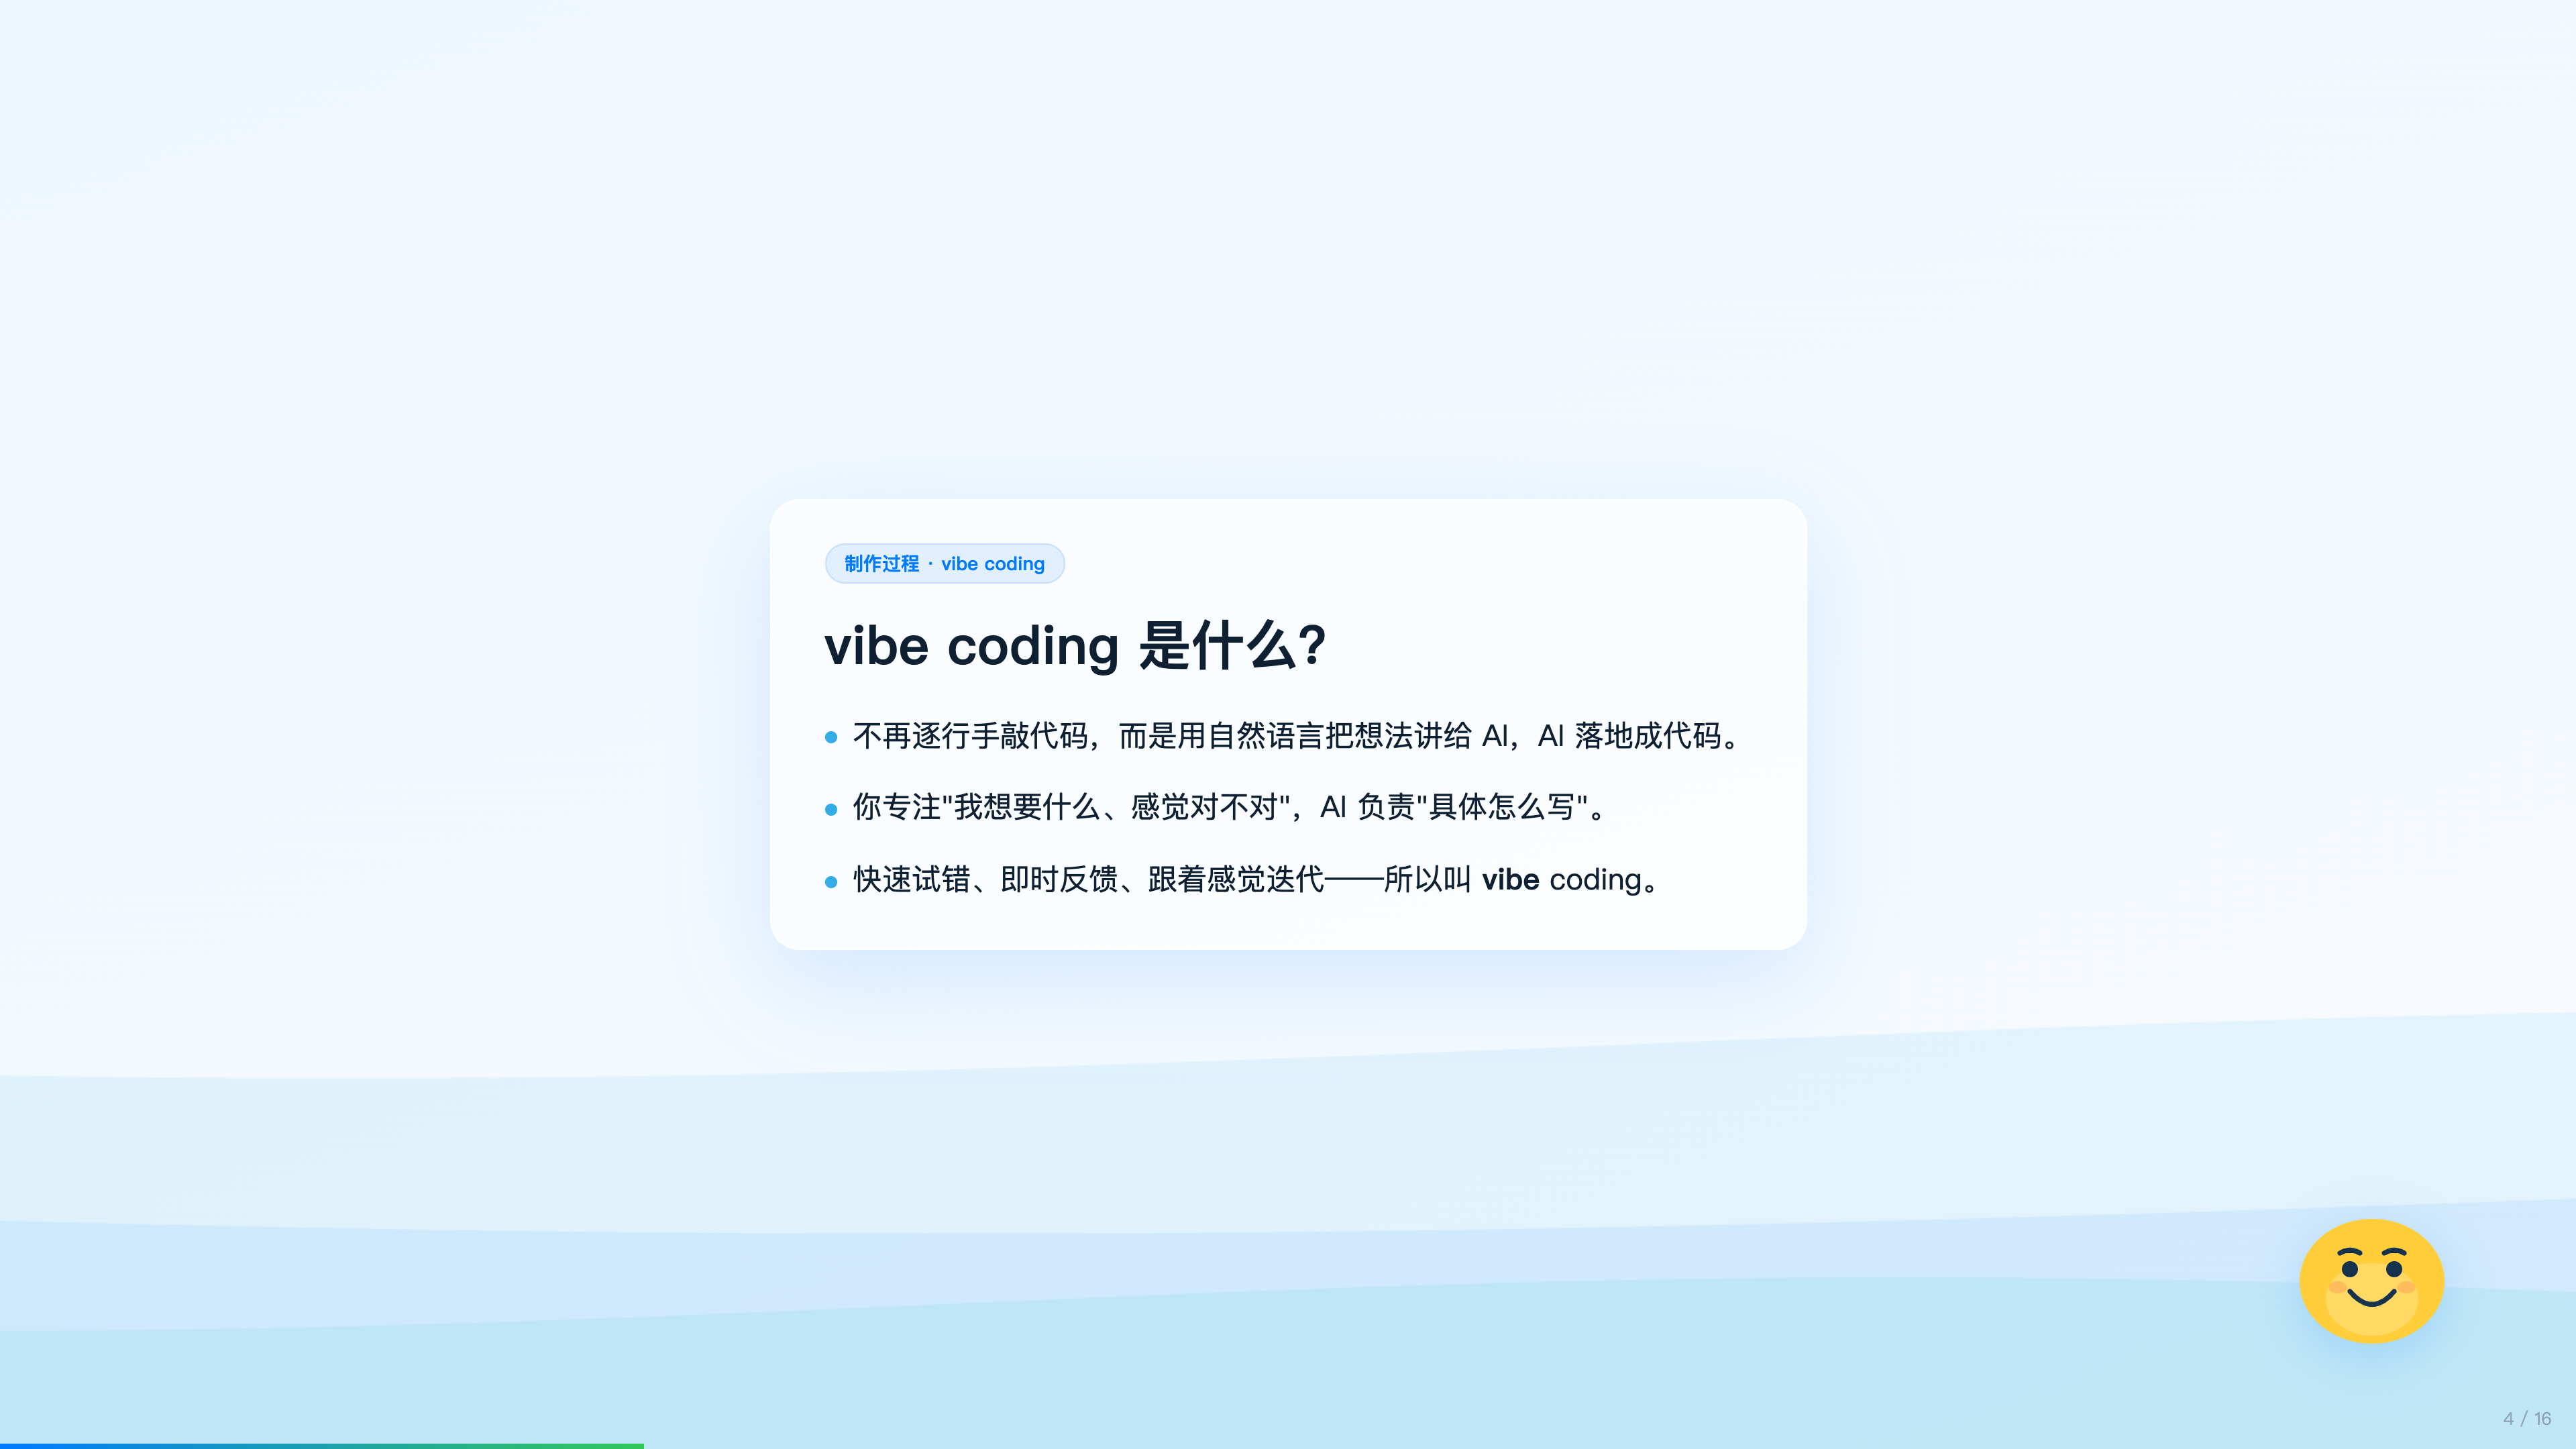 制作过程 · vibe coding
vibe coding 是什么？
不再逐行手敲代码，而是用自然语言把想法讲给 AI，AI 落地成代码。
你专注"我想要什么、感觉对不对"，AI 负责"具体怎么写"。
快速试错、即时反馈、跟着感觉迭代——所以叫 vibe coding。
4 / 16